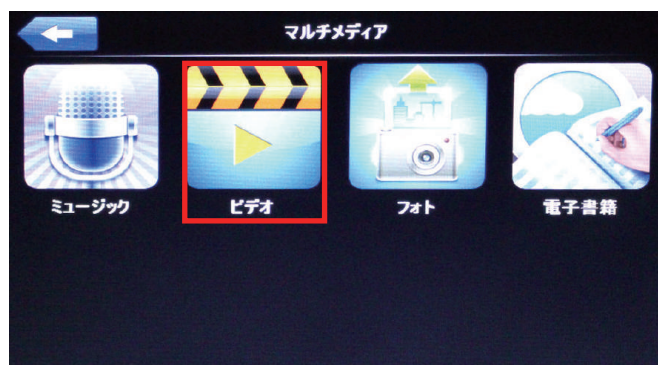 マルチメディア
ミュージック
ビデオ
フォト
電子書籍